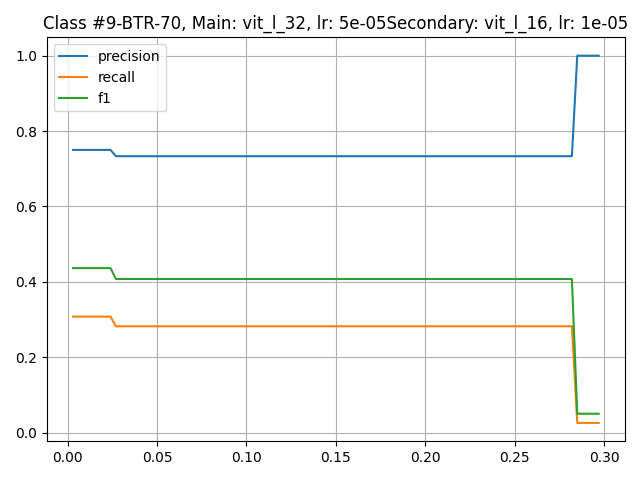 Class #9-BTR-70, Main: vit_l_32, lr: 5e-05Secondary: vit_l_16, lr: 1e-05
precision
recall
f1
1.0
0.8
0.6
0.4
0.2
0.0
0.00 0.05 0.10 0.15 0.20 0.25 0.30